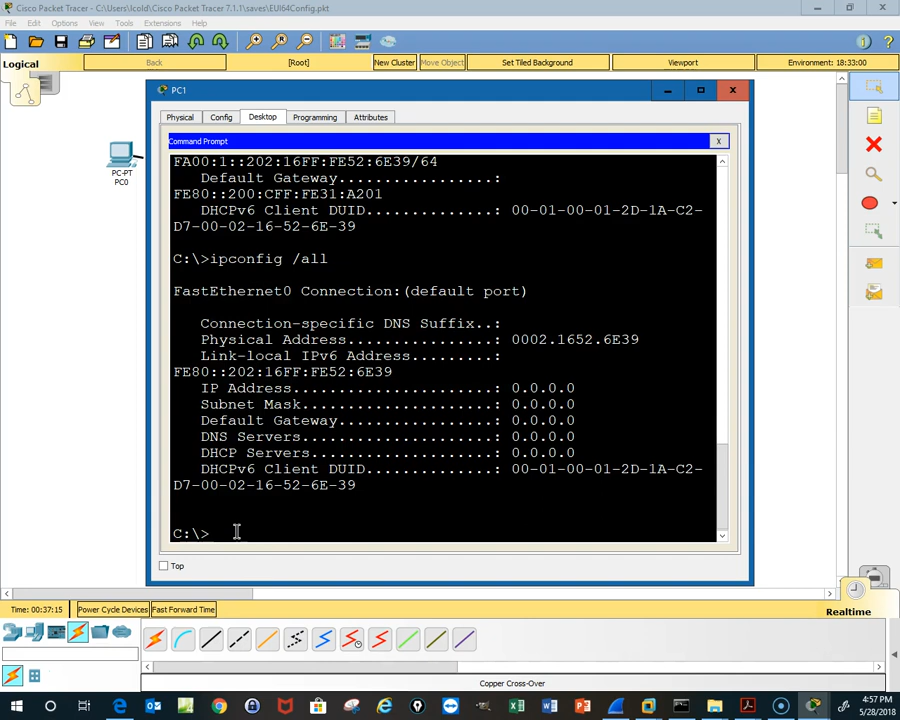 Cisco Packet Tracer - C:\Users\lcold\Cisco Packet Tracer 7.1.1\saves\EUI64Config.pkt
File Edit Options View Tools Extensions Help
Logical Back [Root] New Cluster Move Object Set Tiled Background Viewport Environment: 18:33:00
PC1
Physical Config Desktop Programming Attributes
Command Prompt X
FA00:1::202:16FF:FE52:6E39/64
Default Gateway.................:
FE80::200:CFF:FE31:A201
DHCPv6 Client DUID..............: 00-01-00-01-2D-1A-C2-
D7-00-02-16-52-6E-39
C:\>ipconfig /all
FastEthernet0 Connection:(default port)
Connection-specific DNS Suffix..:
Physical Address................: 0002.1652.6E39
Link-local IPv6 Address.........:
FE80::202:16FF:FE52:6E39
IP Address......................: 0.0.0.0
Subnet Mask.....................: 0.0.0.0
Default Gateway.................: 0.0.0.0
DNS Servers.....................: 0.0.0.0
DHCP Servers....................: 0.0.0.0
DHCPv6 Client DUID..............: 00-01-00-01-2D-1A-C2-
D7-00-02-16-52-6E-39
C:\>
Top
PC-PT
PC0
Time: 00:37:15 Power Cycle Devices Fast Forward Time
Realtime
Copper Cross-Over
4:57 PM
5/28/2018